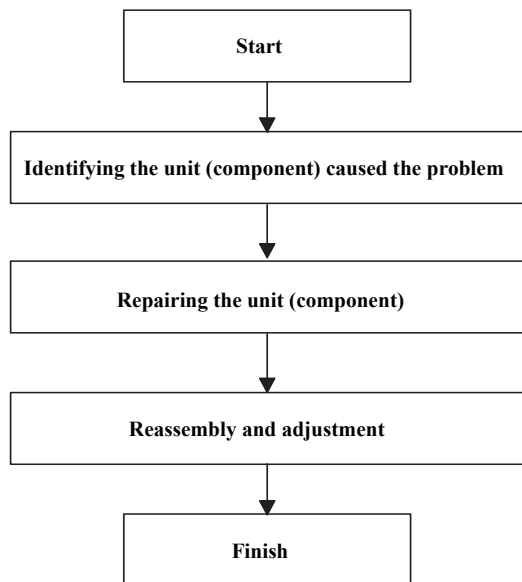 Start
Identifying the unit (component) caused the problem
Repairing the unit (component)
Reassembly and adjustment
Finish